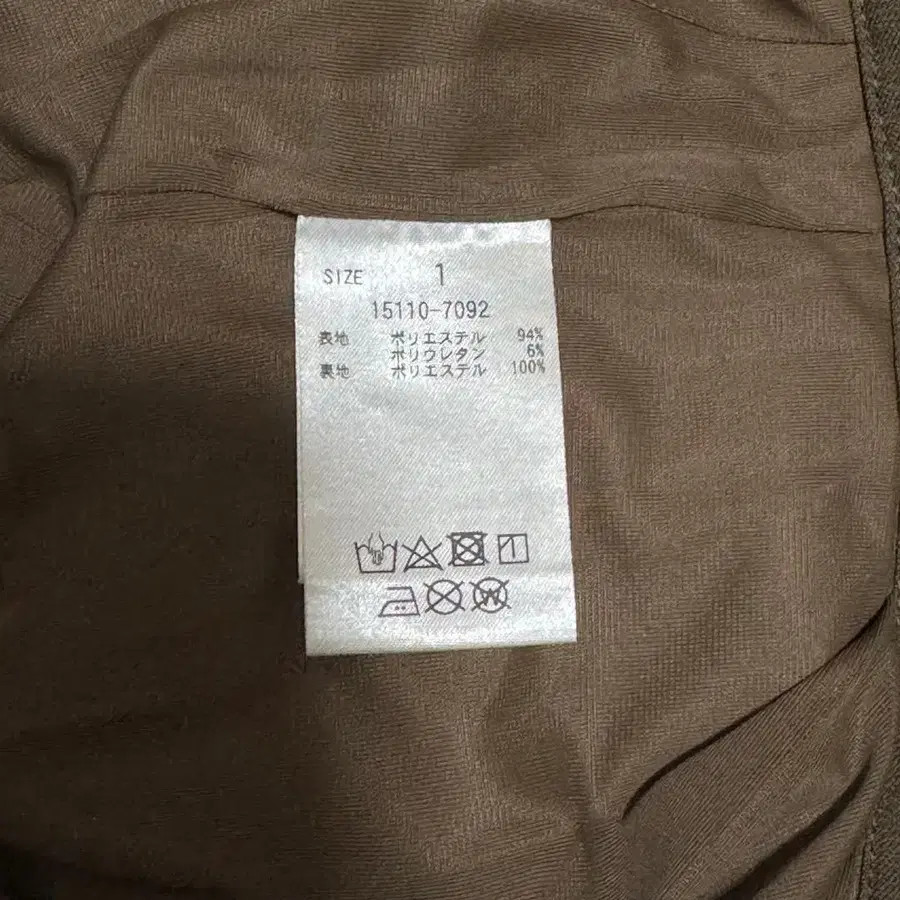 SIZE 1
15110-7092
表地 ポリエステル 94%
ポリウレタン 6%
裏地 ポリエステル 100%